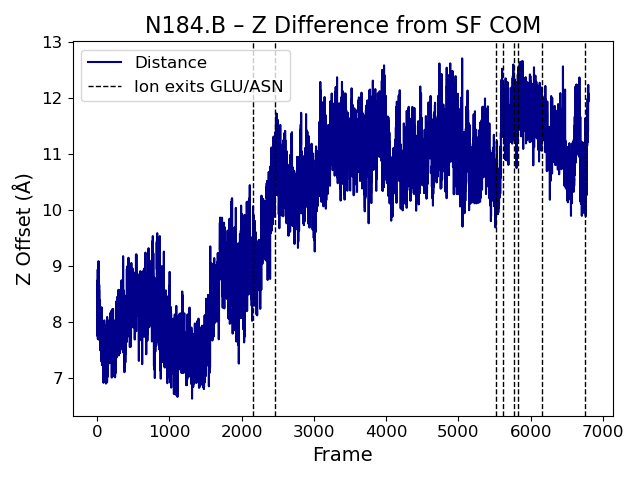 N184.B – Z Difference from SF COM
Distance
Ion exits GLU/ASN
13
12
11
10
9
8
7
Z Offset (Å)
0 1000 2000 3000 4000 5000 6000 7000
Frame